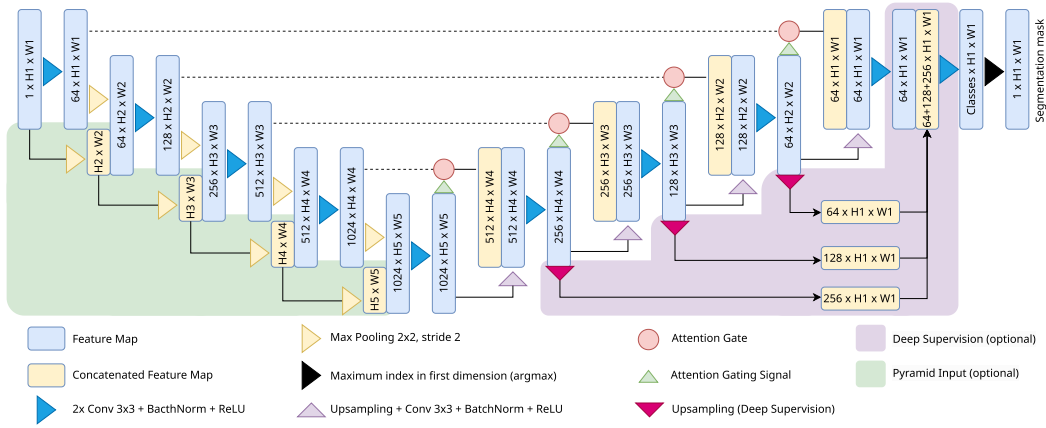 1 x H1 x W1
64 x H1 x W1
H2 x W2
64 x H2 x W2
128 x H2 x W2
H3 x W3
256 x H3 x W3
512 x H3 x W3
H4 x W4
512 x H4 x W4
1024 x H4 x W4
H5 x W5
1024 x H5 x W5
1024 x H5 x W5
512 x H4 x W4
512 x H4 x W4
256 x H4 x W4
256 x H3 x W3
256 x H3 x W3
128 x H3 x W3
128 x H2 x W2
128 x H2 x W2
64 x H2 x W2
64 x H1 x W1
64 x H1 x W1
64 x H1 x W1
64+128+256 x H1 x W1
Classes x H1 x W1
1 x H1 x W1
Segmentation mask
64 x H1 x W1
128 x H1 x W1
256 x H1 x W1
Feature Map
Max Pooling 2x2, stride 2
Attention Gate
Deep Supervision (optional)
Concatenated Feature Map
Maximum index in first dimension (argmax)
Attention Gating Signal
Pyramid Input (optional)
2x Conv 3x3 + BacthNorm + ReLU
Upsampling + Conv 3x3 + BatchNorm + ReLU
Upsampling (Deep Supervision)